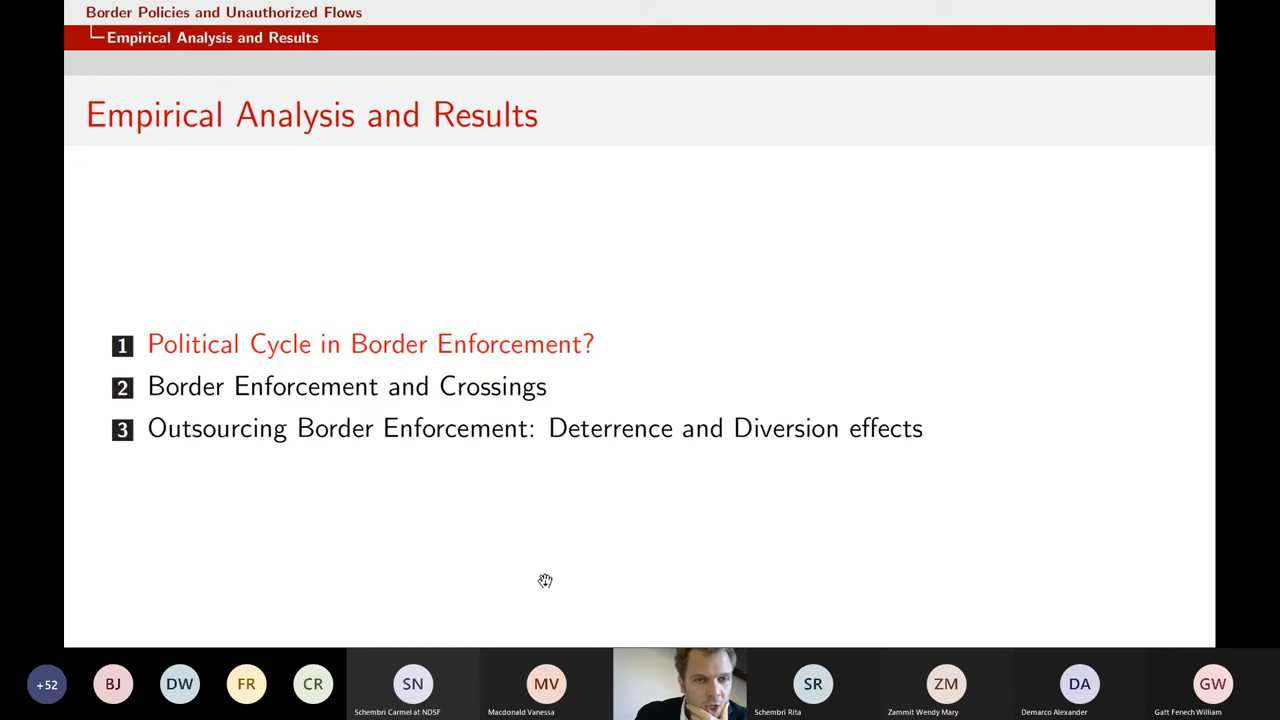 Border Policies and Unauthorized Flows
Empirical Analysis and Results
Empirical Analysis and Results
1 Political Cycle in Border Enforcement?
2 Border Enforcement and Crossings
3 Outsourcing Border Enforcement: Deterrence and Diversion effects
+52
BJ
DW
FR
CR
SN
MV
SR
ZM
DA
GW
Schembri Carmel at NDSF
Macdonald Vanessa
Schembri Rita
Zammit Wendy Mary
Demarco Alexander
Gatt Fenech William